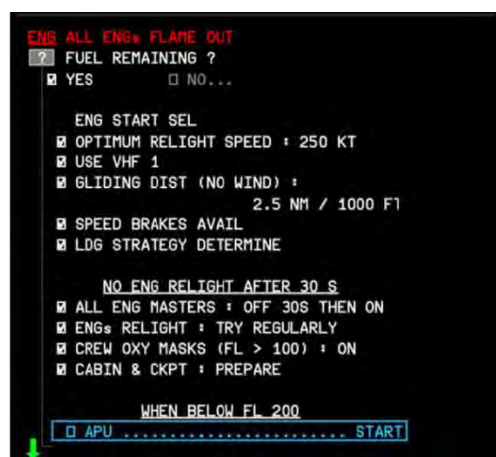 ENG ALL ENGs FLAME OUT
? FUEL REMAINING ?
YES NO...
ENG START SEL
OPTIMUM RELIGHT SPEED : 250 KT
USE VHF 1
GLIDING DIST (NO WIND) :
2.5 NM / 1000 FT
SPEED BRAKES AVAIL
LDG STRATEGY DETERMINE
NO ENG RELIGHT AFTER 30 S
ALL ENG MASTERS : OFF 30S THEN ON
ENGs RELIGHT : TRY REGULARLY
CREW OXY MASKS (FL > 100) : ON
CABIN & CKPT : PREPARE
WHEN BELOW FL 200
APU ........................ START